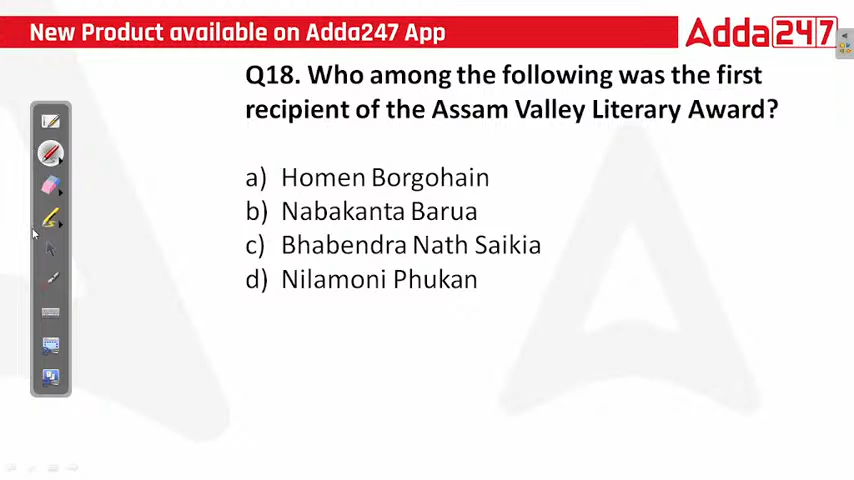 New Product available on Adda247 App
Adda247
Q18. Who among the following was the first
recipient of the Assam Valley Literary Award?
a) Homen Borgohain
b) Nabakanta Barua
c) Bhabendra Nath Saikia
d) Nilamoni Phukan